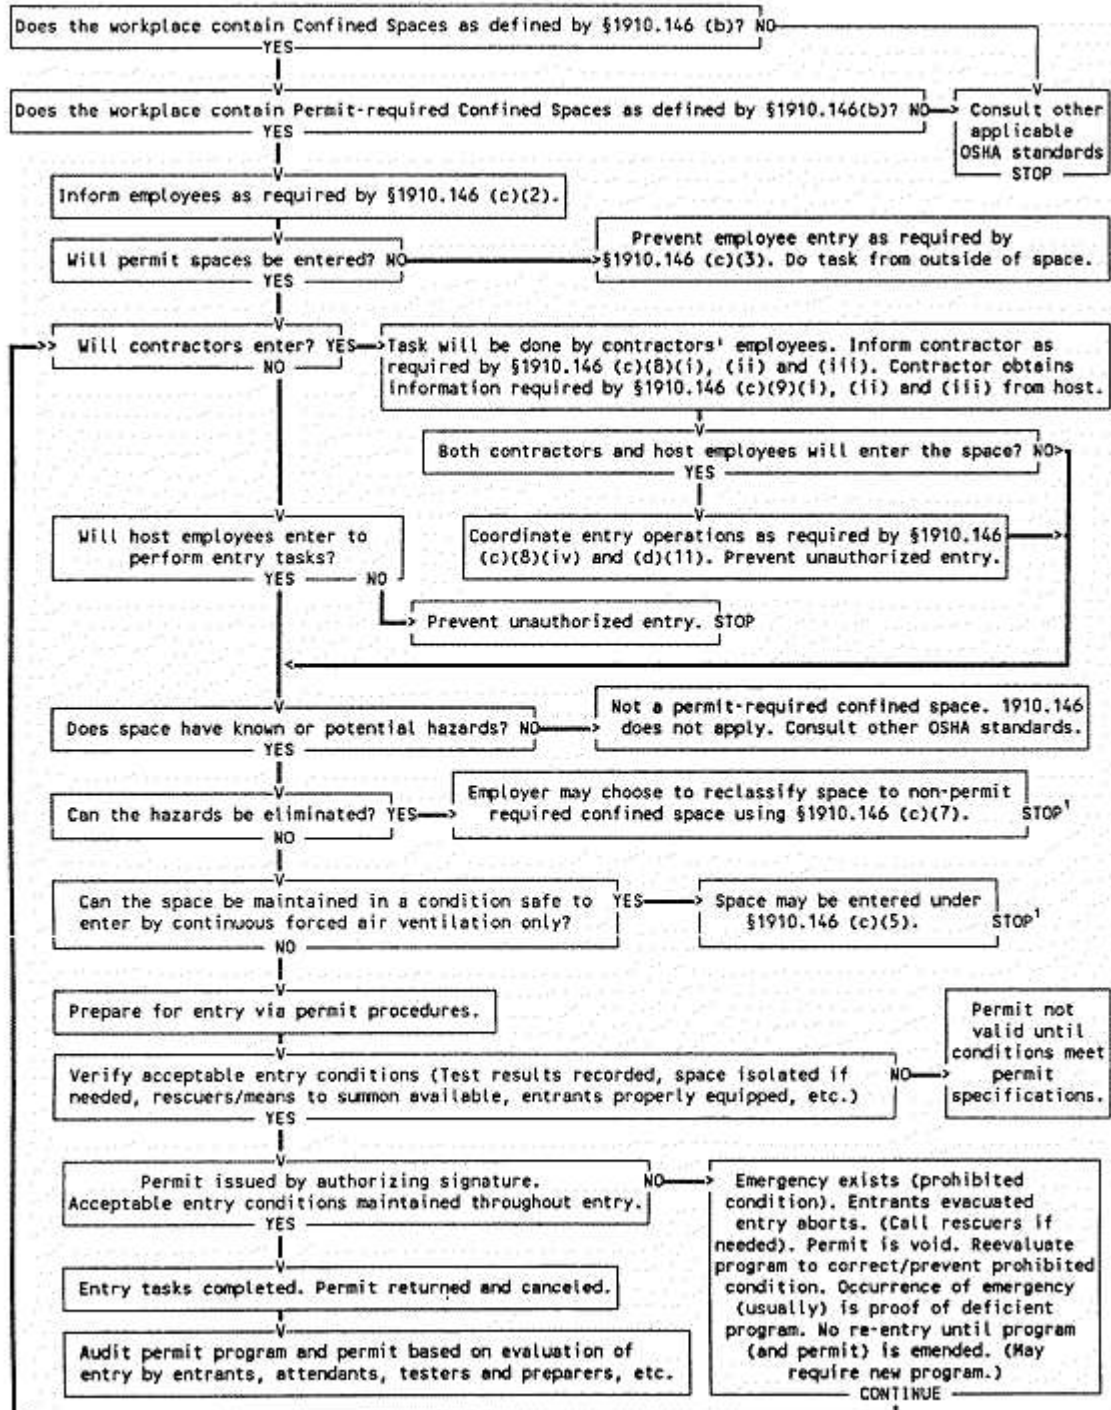 Does the workplace contain Confined Spaces as defined by §1910.146 (b)? NO
YES
Does the workplace contain Permit-required Confined Spaces as defined by §1910.146(b)? NO
YES
Consult other
applicable
OSHA standards
STOP
Inform employees as required by §1910.146 (c)(2).
Will permit spaces be entered? NO
YES
Prevent employee entry as required by
§1910.146 (c)(3). Do task from outside of space.
Will contractors enter? YES
NO
Task will be done by contractors' employees. Inform contractor as
required by §1910.146 (c)(8)(i), (ii) and (iii). Contractor obtains
information required by §1910.146 (c)(9)(i), (ii) and (iii) from host.
Both contractors and host employees will enter the space? NO
YES
Will host employees enter to
perform entry tasks?
YES NO
Coordinate entry operations as required by §1910.146
(c)(8)(iv) and (d)(11). Prevent unauthorized entry.
Prevent unauthorized entry. STOP
Does space have known or potential hazards? NO
YES
Not a permit-required confined space. 1910.146
does not apply. Consult other OSHA standards.
Can the hazards be eliminated? YES
NO
Employer may choose to reclassify space to non-permit
required confined space using §1910.146 (c)(7). STOP¹
Can the space be maintained in a condition safe to YES
enter by continuous forced air ventilation only?
NO
Space may be entered under
§1910.146 (c)(5). STOP¹
Prepare for entry via permit procedures.
Verify acceptable entry conditions (Test results recorded, space isolated if NO
needed, rescuers/means to summon available, entrants properly equipped, etc.)
YES
Permit not
valid until
conditions meet
permit
specifications.
Permit issued by authorizing signature. NO
Acceptable entry conditions maintained throughout entry.
YES
Emergency exists (prohibited
condition). Entrants evacuated
entry aborts. (Call rescuers if
needed). Permit is void. Reevaluate
program to correct/prevent prohibited
condition. Occurrence of emergency
(usually) is proof of deficient
program. No re-entry until program
(and permit) is emended. (May
require new program.)
CONTINUE
Entry tasks completed. Permit returned and canceled.
Audit permit program and permit based on evaluation of
entry by entrants, attendants, testers and preparers, etc.